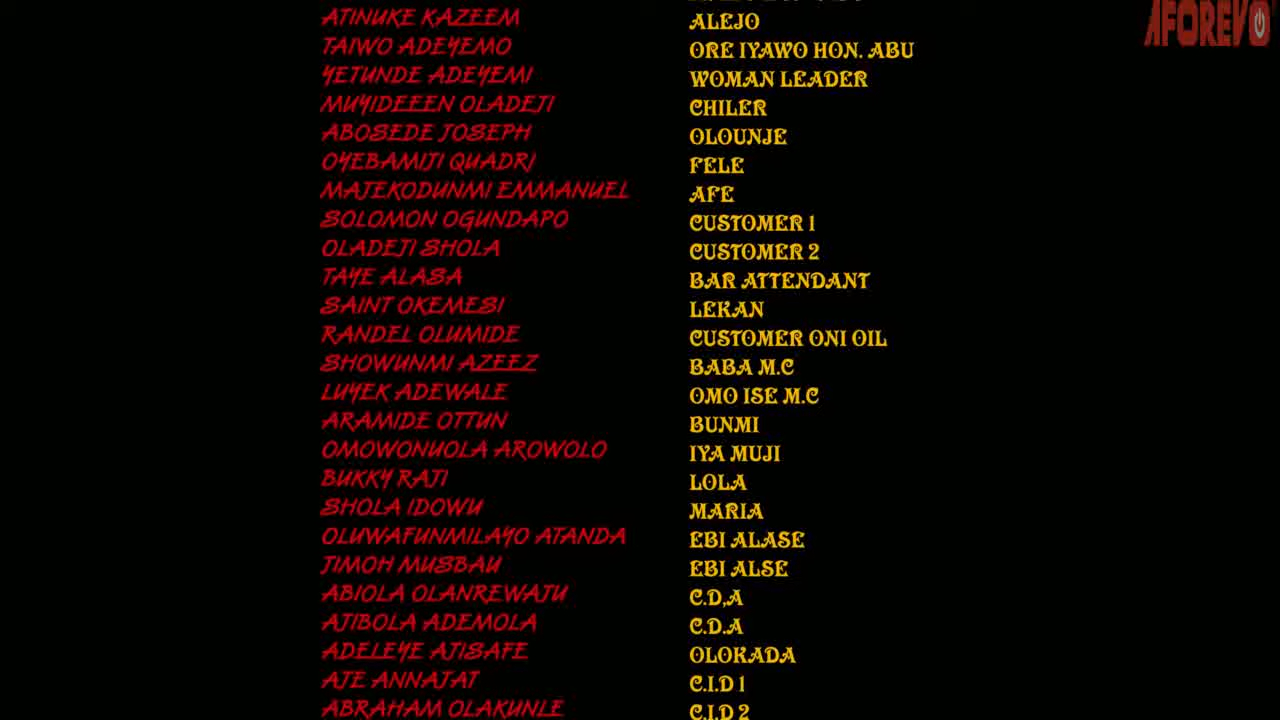 AFOREVO
ATINUKE KAZEEM ALEJO
TAIWO ADEYEMO ORE IYAWO HON. ABU
YETUNDE ADEYEMI WOMAN LEADER
MUYIDEEEN OLADEJI CHILER
ABOSEDE JOSEPH OLOUNJE
OYEBAMIJI QUADRI FELE
MAJEKODUNMI EMMANUEL AFE
SOLOMON OGUNDAPO CUSTOMER 1
OLADEJI SHOLA CUSTOMER 2
TAYE ALASA BAR ATTENDANT
SAINT OKEMESI LEKAN
RANDEL OLUMIDE CUSTOMER ONI OIL
SHOWUNMI AZEEZ BABA M.C
LUYEK ADEWALE OMO ISE M.C
ARAMIDE OTTUN BUNMI
OMOWONUOLA AROWOLO IYA MUJI
BUKKY RAJI LOLA
SHOLA IDOWU MARIA
OLUWAFUNMILAYO ATANDA EBI ALASE
JIMOH MUSBAU EBI ALSE
ABIOLA OLANREWAJU C.D,A
AJIBOLA ADEMOLA C.D.A
ADELEYE AJISAFE OLOKADA
AJE ANNAJAT C.I.D 1
ABRAHAM OLAKUNLE C.I.D 2